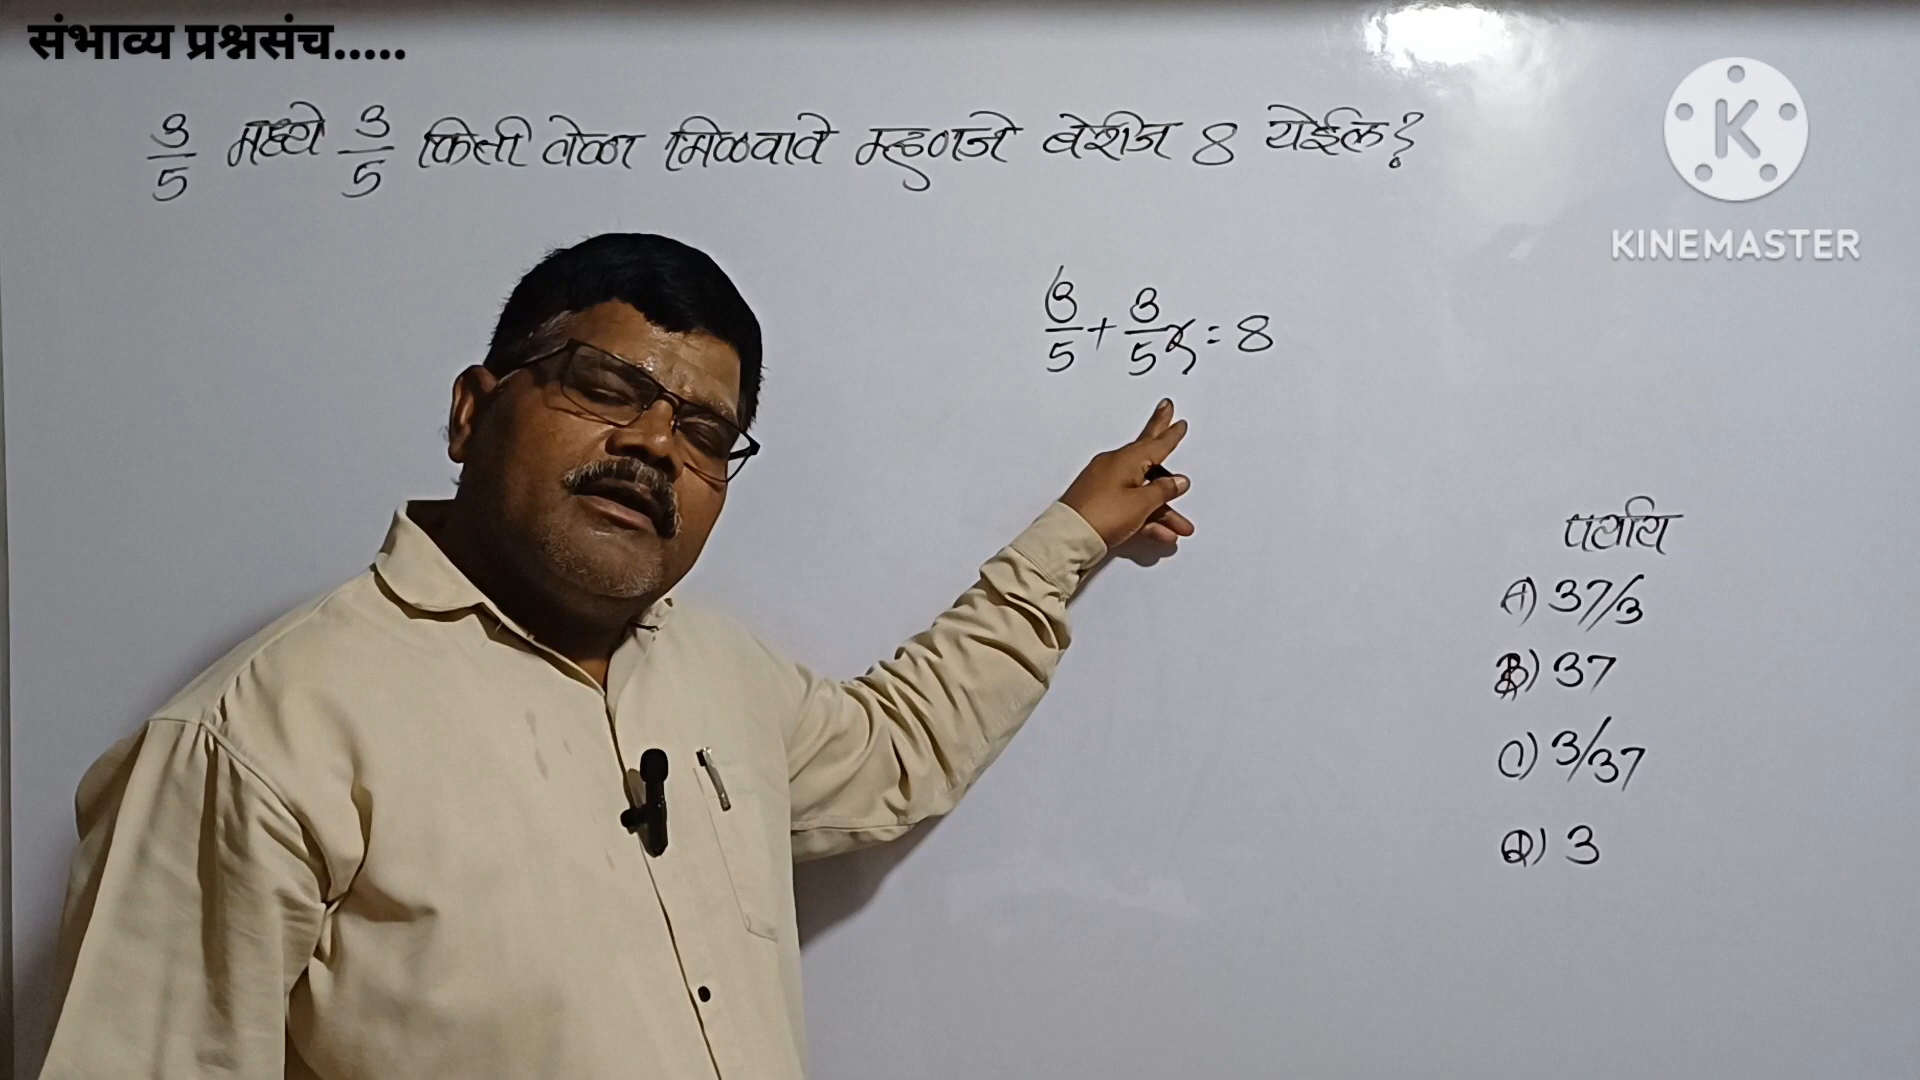 संभाव्य प्रश्नसंच.....
3/5 मध्ये 3/5 किती वेळा मिळवावे म्हणजे बेरीज 8 येईल?
KINEMASTER
3/5 + 3/5 x = 8
पर्याय
A) 37/3
B) 37
C) 3/37
D) 3